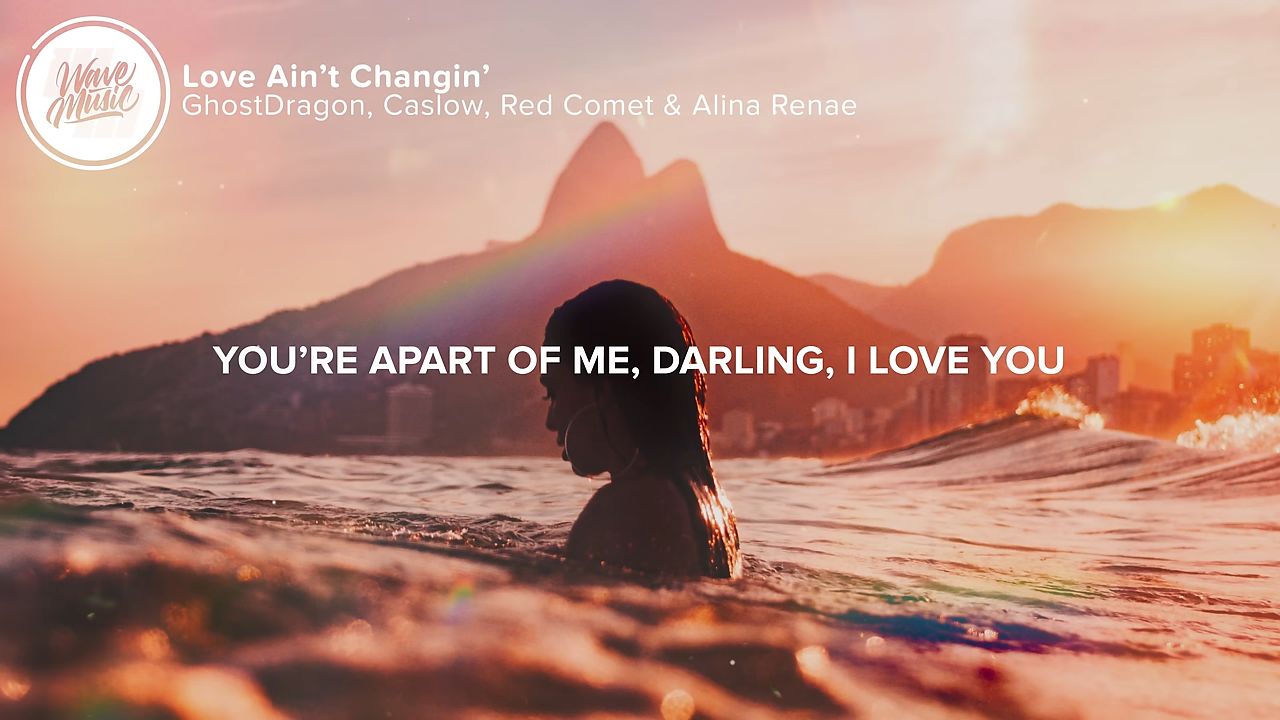 Wave
Music
Love Ain’t Changin’
GhostDragon, Caslow, Red Comet & Alina Renae
YOU’RE APART OF ME, DARLING, I LOVE YOU